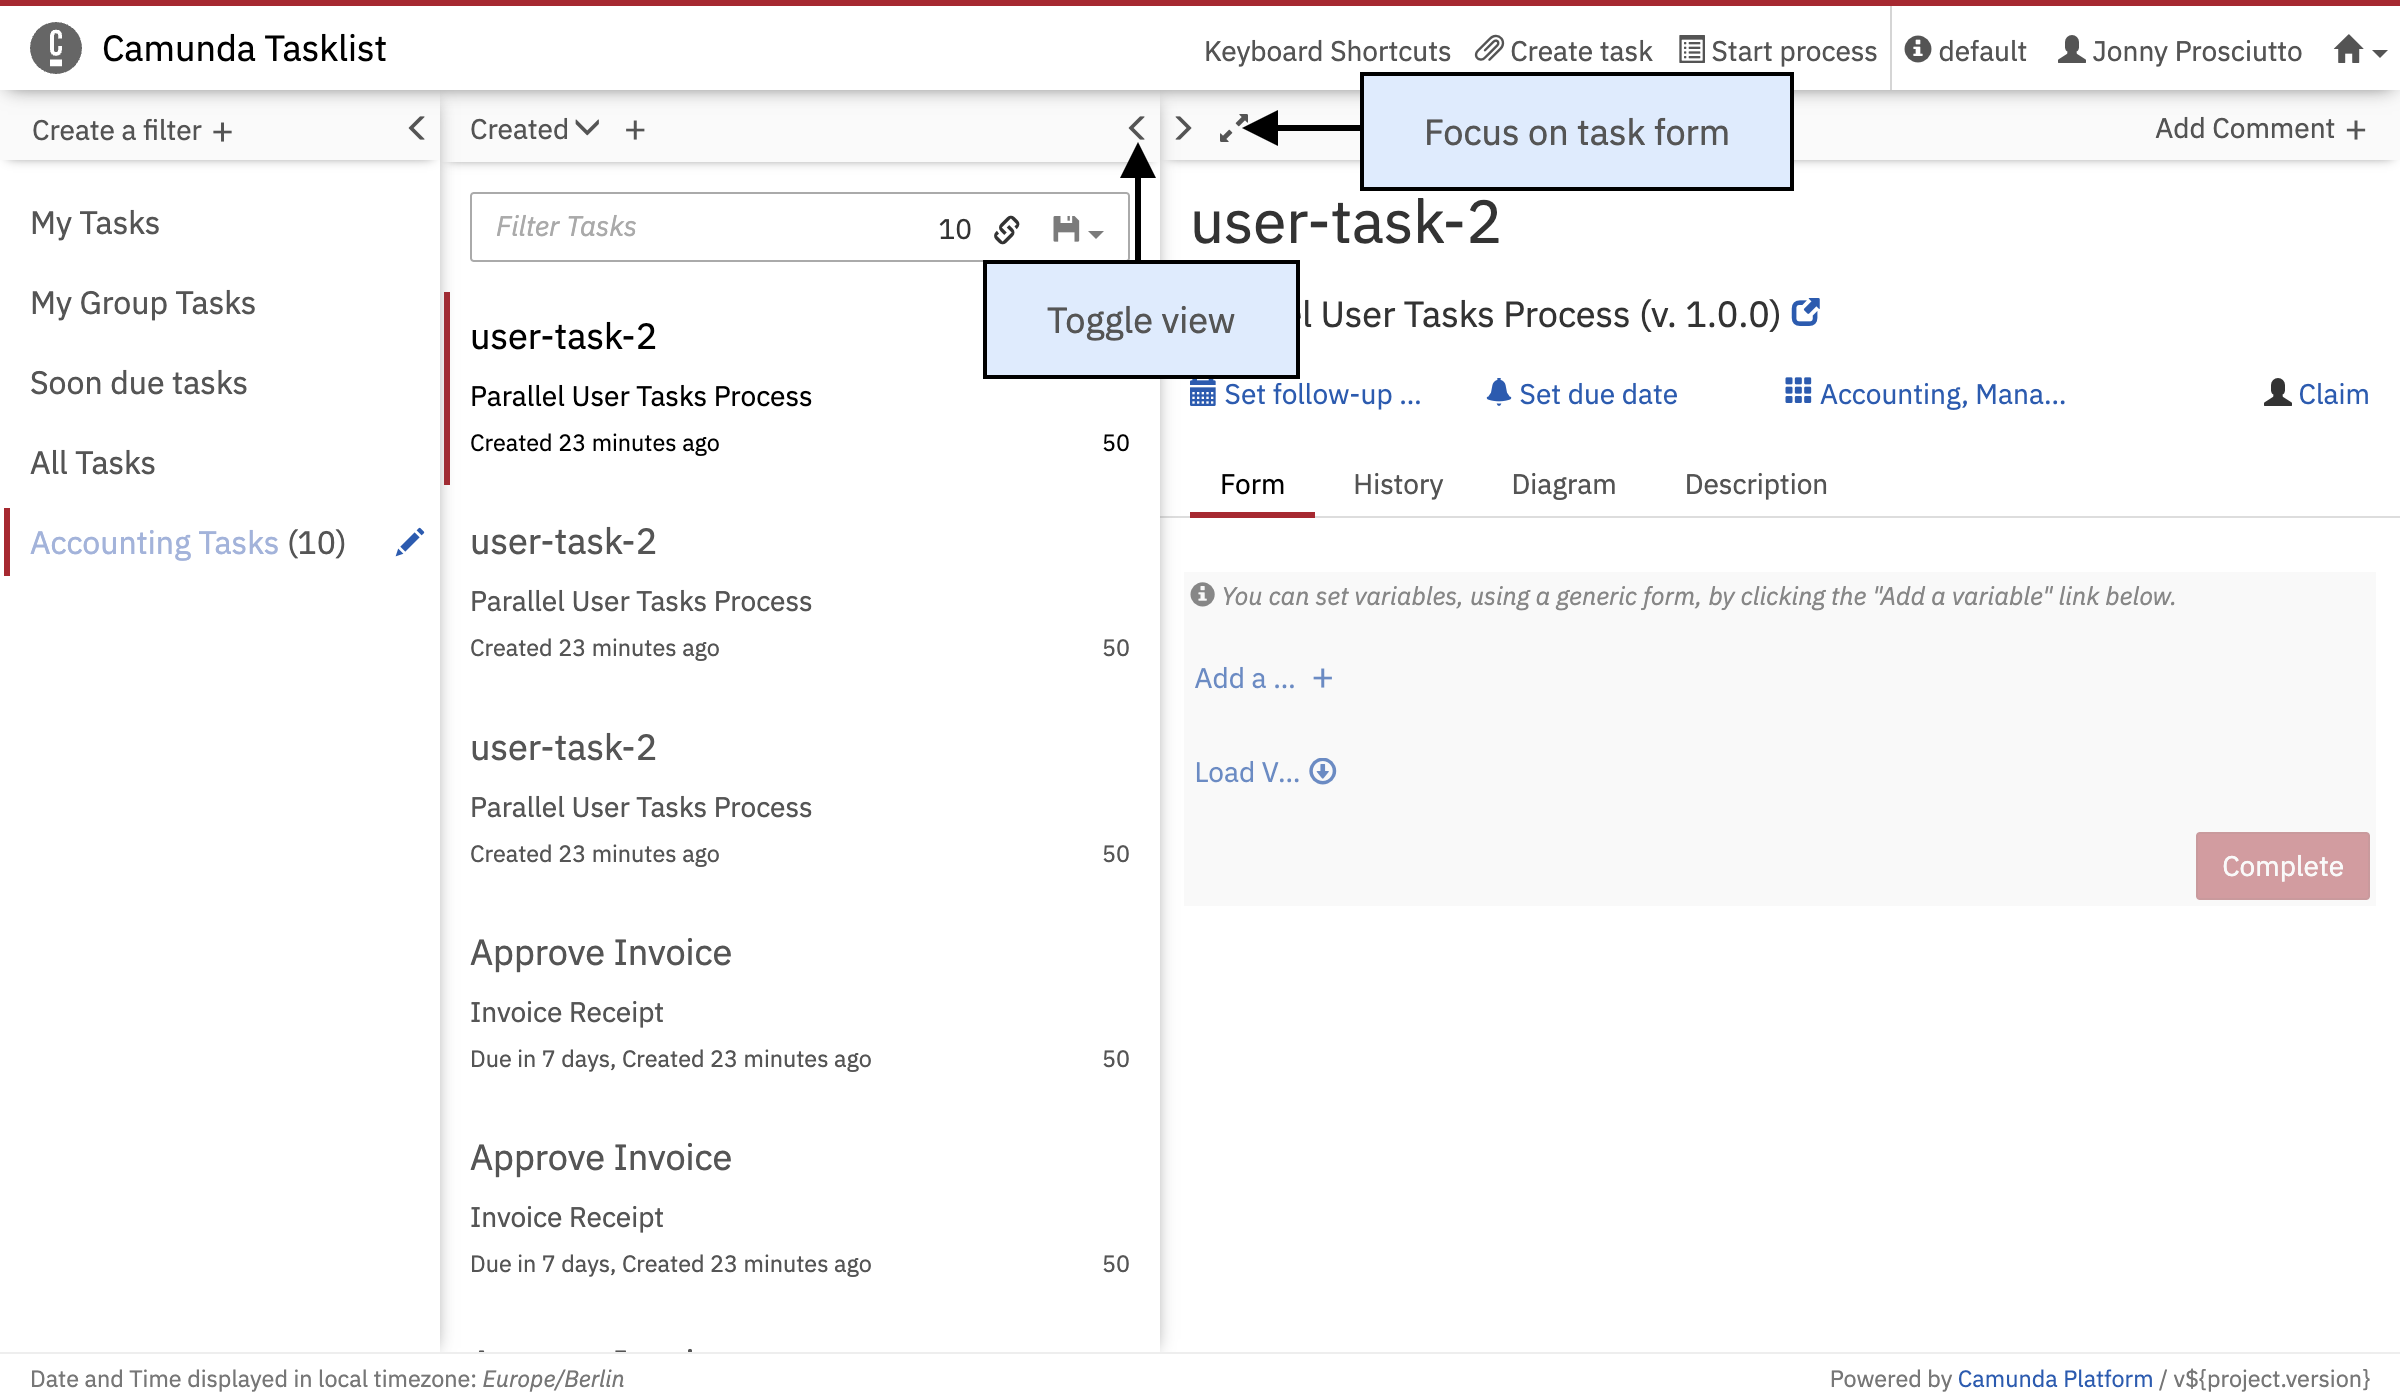 Camunda Tasklist
Keyboard Shortcuts Create task Start process default Jonny Prosciutto
Create a filter +
Created +
Focus on task form
Add Comment +
My Tasks
My Group Tasks
Soon due tasks
All Tasks
Accounting Tasks (10)
Filter Tasks 10
Toggle view
user-task-2
Parallel User Tasks Process
Created 23 minutes ago 50
user-task-2
Parallel User Tasks Process
Created 23 minutes ago 50
user-task-2
Parallel User Tasks Process
Created 23 minutes ago 50
Approve Invoice
Invoice Receipt
Due in 7 days, Created 23 minutes ago 50
Approve Invoice
Invoice Receipt
Due in 7 days, Created 23 minutes ago 50
user-task-2
l User Tasks Process (v. 1.0.0)
Set follow-up ... Set due date Accounting, Mana... Claim
Form History Diagram Description
You can set variables, using a generic form, by clicking the "Add a variable" link below.
Add a ... +
Load V...
Complete
Date and Time displayed in local timezone: Europe/Berlin
Powered by Camunda Platform / v${project.version}